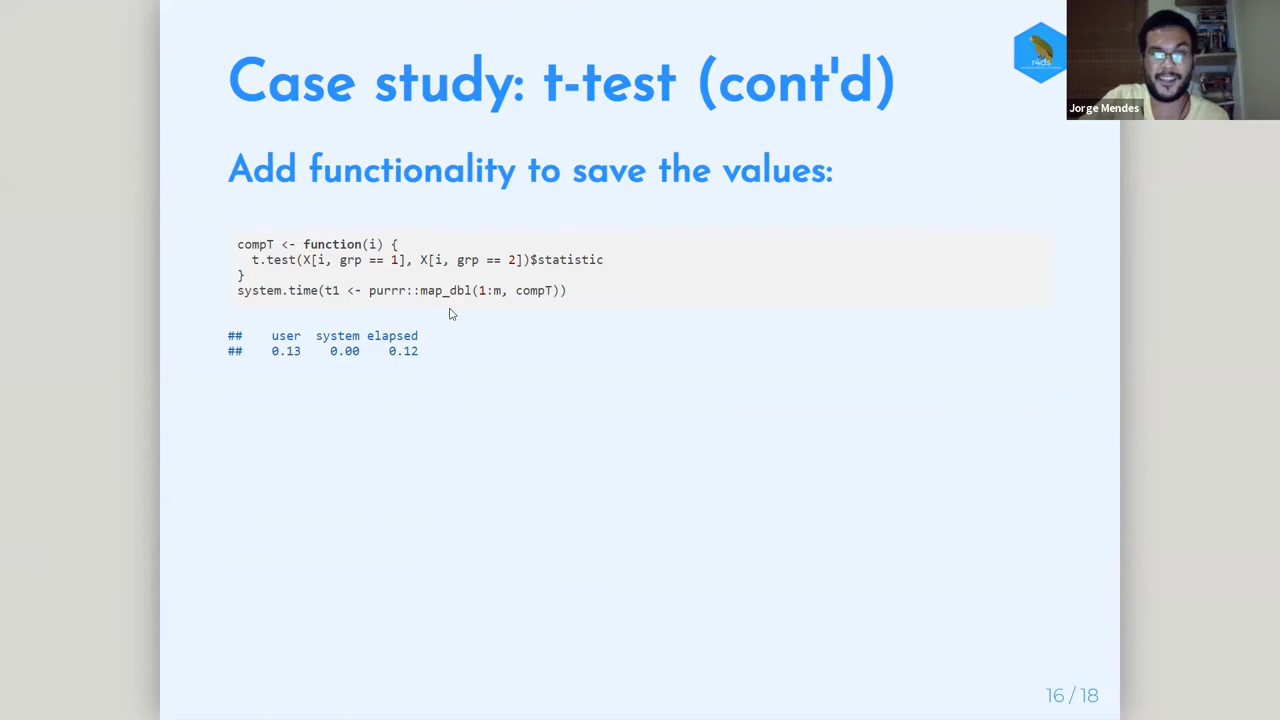 Case study: t-test (cont'd)
r4ds
Jorge Mendes
Add functionality to save the values:
compT <- function(i) {
  t.test(X[i, grp == 1], X[i, grp == 2])$statistic
}
system.time(t1 <- purrr::map_dbl(1:m, compT))
##    user  system elapsed
##    0.13    0.00    0.12
16 / 18